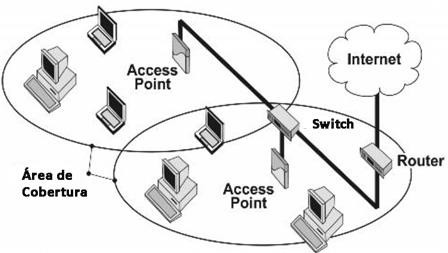 Internet
Access
Point
Switch
Router
Área de
Cobertura
Access
Point